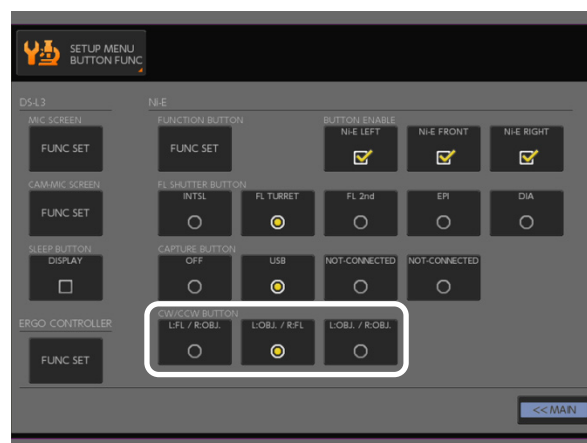 SETUP MENU
BUTTON FUNC
DS-L3
Ni-E
MIC SCREEN
FUNCTION BUTTON
BUTTON ENABLE
FUNC SET
FUNC SET
Ni-E LEFT
Ni-E FRONT
Ni-E RIGHT
CAM-MIC SCREEN
FL SHUTTER BUTTON
FUNC SET
INTSL
FL TURRET
FL 2nd
EPI
DIA
SLEEP BUTTON
CAPTURE BUTTON
DISPLAY
OFF
USB
NOT-CONNECTED
NOT-CONNECTED
ERGO CONTROLLER
CW/CCW BUTTON
FUNC SET
L:FL / R:OBJ.
L:OBJ. / R:FL
L:OBJ. / R:OBJ.
<<MAIN